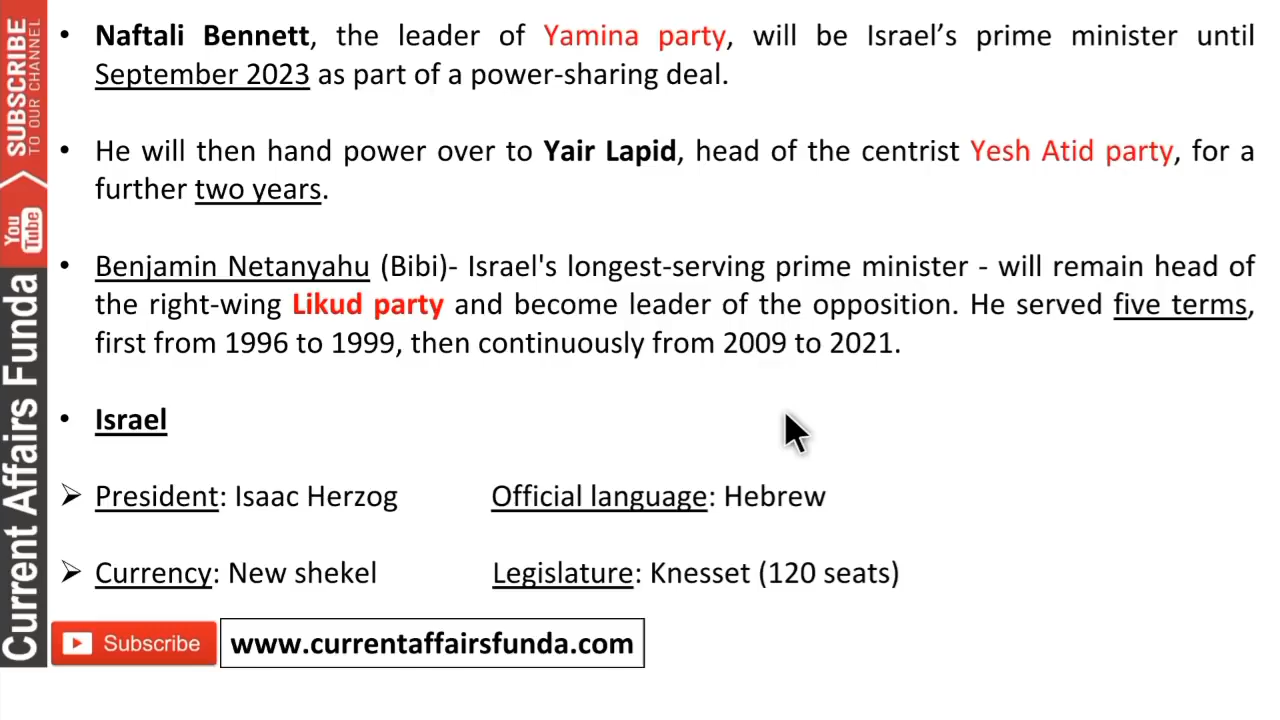 • Naftali Bennett, the leader of Yamina party, will be Israel’s prime minister until
September 2023 as part of a power-sharing deal.
• He will then hand power over to Yair Lapid, head of the centrist Yesh Atid party, for a
further two years.
• Benjamin Netanyahu (Bibi)- Israel's longest-serving prime minister - will remain head of
the right-wing Likud party and become leader of the opposition. He served five terms,
first from 1996 to 1999, then continuously from 2009 to 2021.
• Israel
➢ President: Isaac Herzog Official language: Hebrew
➢ Currency: New shekel Legislature: Knesset (120 seats)
Subscribe www.currentaffairsfunda.com
SUBSCRIBE
TO OUR CHANNEL
You
Tube
Current Affairs Funda